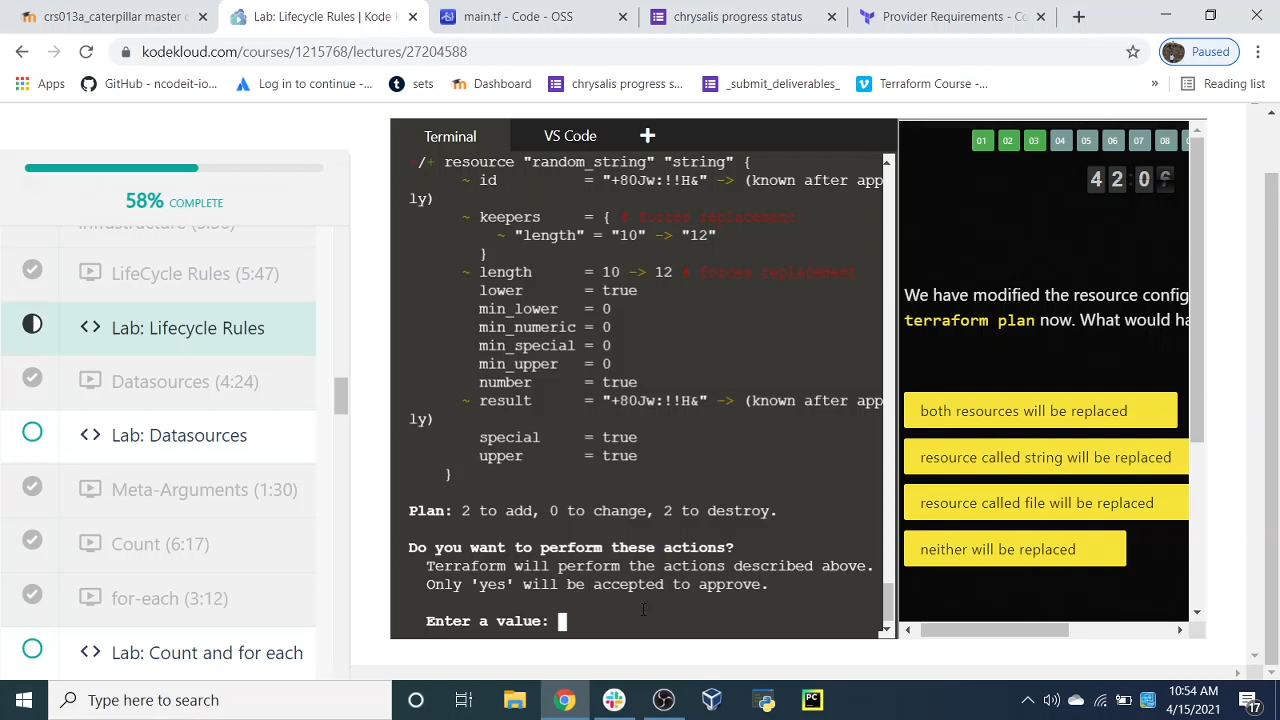 crs013a_caterpillar master
Lab: Lifecycle Rules | Kode K
main.tf - Code - OSS
chrysalis progress status
Provider Requirements - Co
kodekloud.com/courses/1215768/lectures/27204588
Paused
Apps
GitHub - ncodeit-io...
Log in to continue -...
sets
Dashboard
chrysalis progress s...
_submit_deliverables_
Terraform Course -...
»
Reading list
58% COMPLETE
LifeCycle Rules (5:47)
Lab: Lifecycle Rules
Datasources (4:24)
Lab: Datasources
Meta-Arguments (1:30)
Count (6:17)
for-each (3:12)
Lab: Count and for each
Terminal
VS Code
/+ resource "random_string" "string" {
~ id = "+80Jw:!!H&" -> (known after app
ly)
~ keepers = { # forces replacement
~ "length" = "10" -> "12"
}
~ length = 10 -> 12 # forces replacement
lower = true
min_lower = 0
min_numeric = 0
min_special = 0
min_upper = 0
number = true
~ result = "+80Jw:!!H&" -> (known after app
ly)
special = true
upper = true
}
Plan: 2 to add, 0 to change, 2 to destroy.
Do you want to perform these actions?
Terraform will perform the actions described above.
Only 'yes' will be accepted to approve.
Enter a value:
01 02 03 04 05 06 07 08
42:0
We have modified the resource config
terraform plan now. What would ha
both resources will be replaced
resource called string will be replaced
resource called file will be replaced
neither will be replaced
Type here to search
10:54 AM
4/15/2021
17